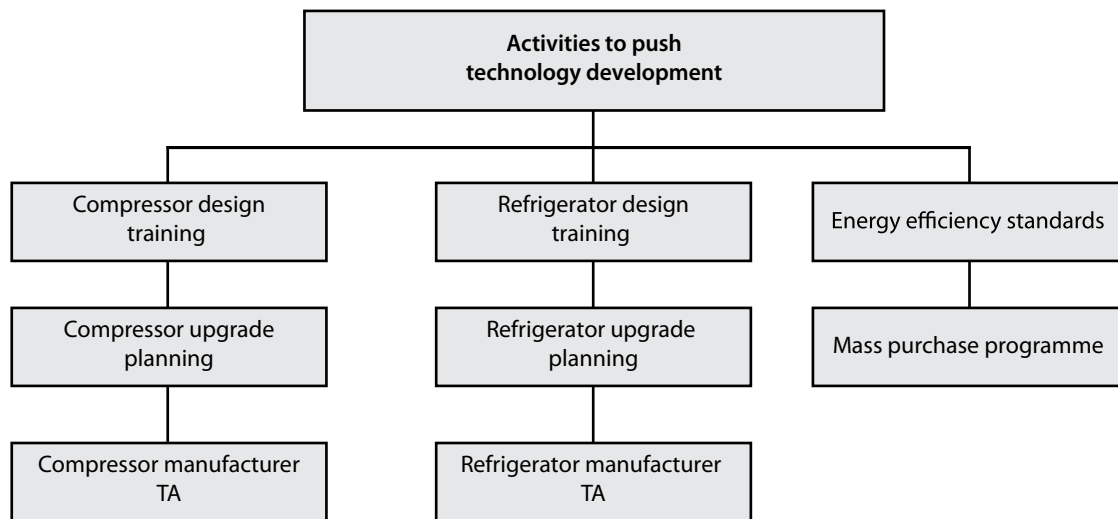 Activities to push
technology development
Compressor design
training
Refrigerator design
training
Energy efficiency standards
Compressor upgrade
planning
Refrigerator upgrade
planning
Mass purchase programme
Compressor manufacturer
TA
Refrigerator manufacturer
TA